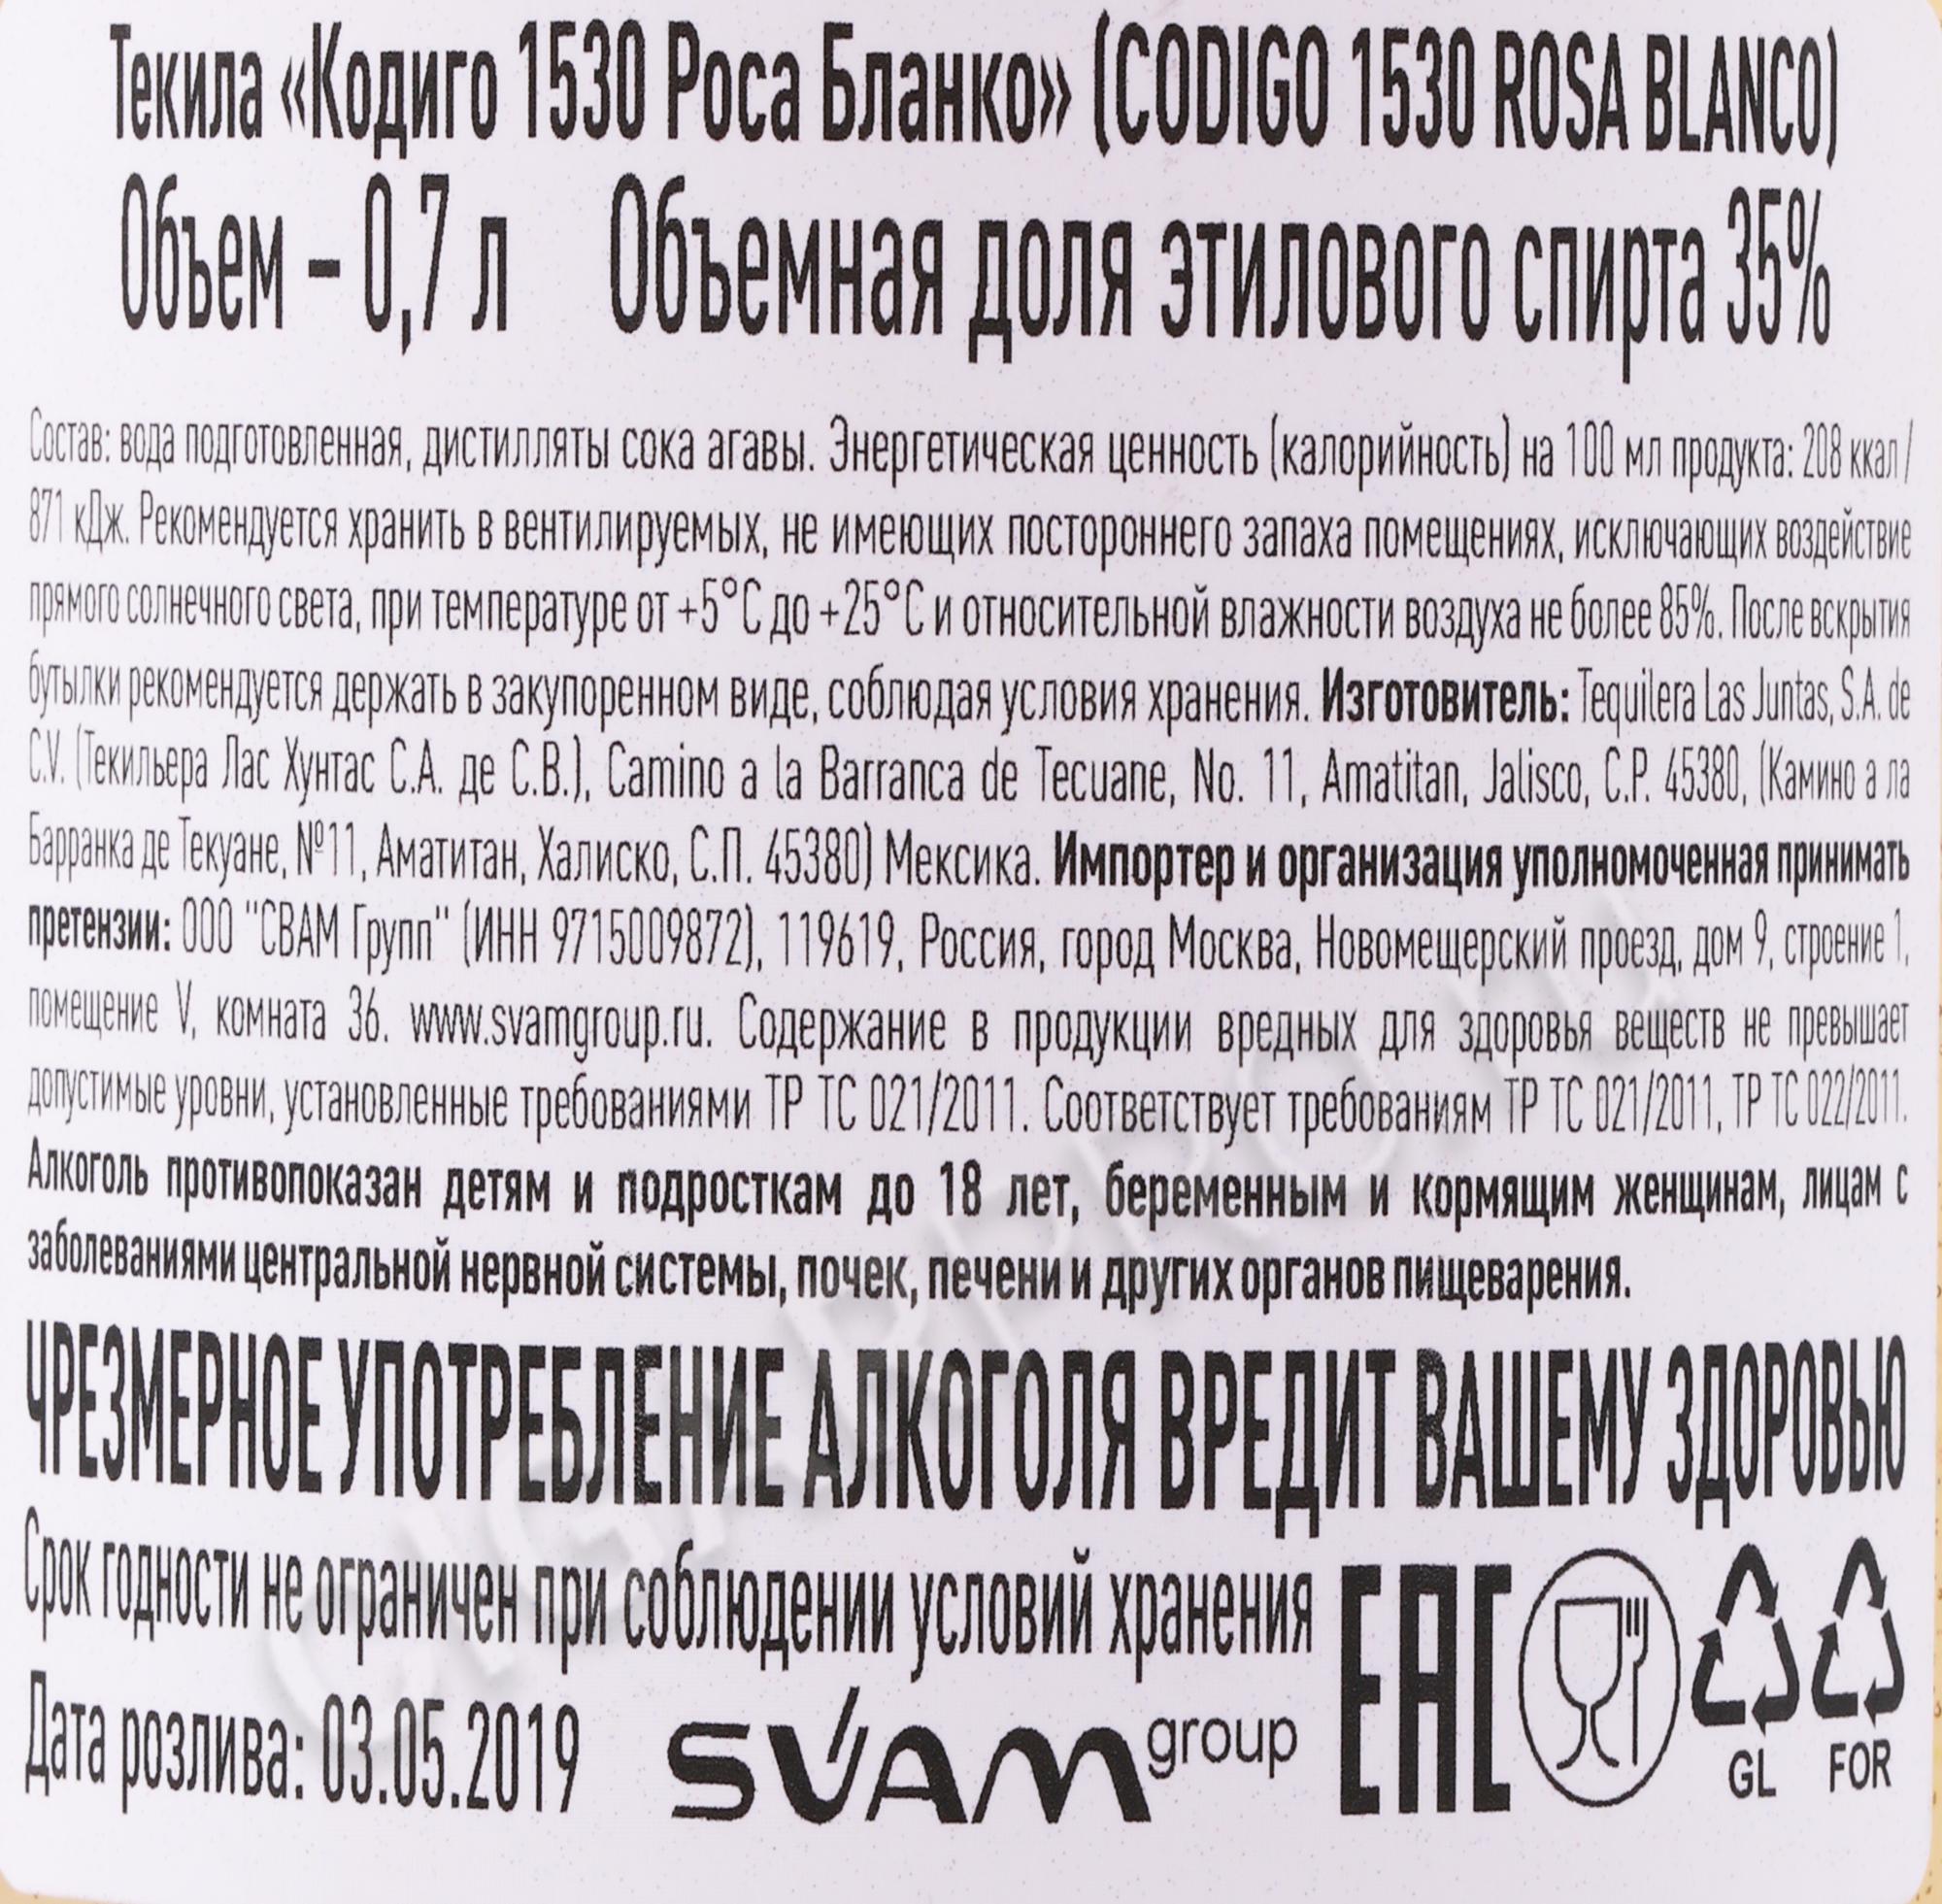 Текила «Кодиго 1530 Роса Бланко» (CODIGO 1530 ROSA BLANCO)
Объем – 0,7 л Объемная доля этилового спирта 35%
Состав: вода подготовленная, дистилляты сока агавы. Энергетическая ценность (калорийность) на 100 мл продукта: 208 ккал /
871 кДж. Рекомендуется хранить в вентилируемых, не имеющих постороннего запаха помещениях, исключающих воздействие
прямого солнечного света, при температуре от +5°С до +25°С и относительной влажности воздуха не более 85%. После вскрытия
бутылки рекомендуется держать в закупоренном виде, соблюдая условия хранения. Изготовитель: Tequilera Las Juntas, S.A. de
C.V. (Текильера Лас Хунтас С.А. де С.В.), Camino a la Barranca de Tecuane, No. 11, Amatitan, Jalisco, C.P. 45380, (Камино а ла
Барранка де Текуане, №11, Аматитан, Халиско, С.П. 45380) Мексика. Импортер и организация уполномоченная принимать
претензии: ООО "СВАМ Групп" (ИНН 9715009872), 119619, Россия, город Москва, Новомещерский проезд, дом 9, строение 1,
помещение V, комната 36. www.svamgroup.ru. Содержание в продукции вредных для здоровья веществ не превышает
допустимые уровни, установленные требованиями ТР ТС 021/2011. Соответствует требованиям ТР ТС 021/2011, ТР ТС 022/2011.
Алкоголь противопоказан детям и подросткам до 18 лет, беременным и кормящим женщинам, лицам с
заболеваниями центральной нервной системы, почек, печени и других органов пищеварения.
ЧРЕЗМЕРНОЕ УПОТРЕБЛЕНИЕ АЛКОГОЛЯ ВРЕДИТ ВАШЕМУ ЗДОРОВЬЮ
Срок годности не ограничен при соблюдении условий хранения
Дата розлива: 03.05.2019
SVAM group
EAC
GL FOR
CIGARPRO.ru